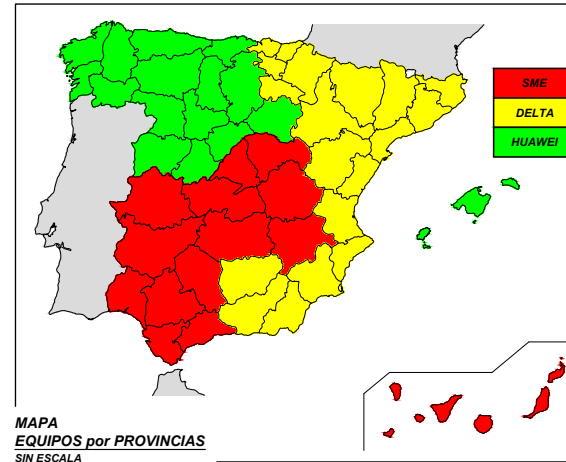 SME
DELTA
HUAWEI
MAPA
EQUIPOS por PROVINCIAS
SIN ESCALA